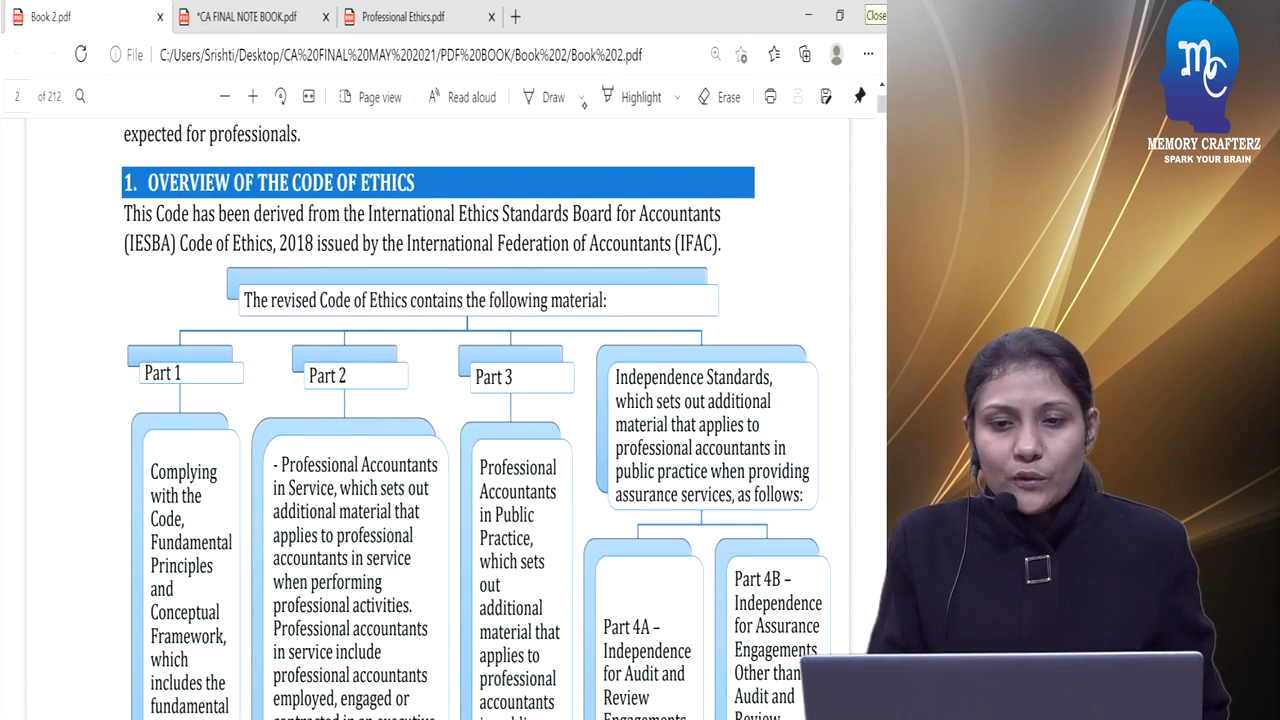 Book 2.pdf
*CA FINAL NOTE BOOK.pdf
Professional Ethics.pdf
Close
File
C:/Users/Srishti/Desktop/CA%20FINAL%20MAY%202021/PDF%20BOOK/Book%202/Book%202.pdf
2
of 212
Page view
Read aloud
Draw
Highlight
Erase
MC
MEMORY CRAFTERZ
SPARK YOUR BRAIN
expected for professionals.
1. OVERVIEW OF THE CODE OF ETHICS
This Code has been derived from the International Ethics Standards Board for Accountants
(IESBA) Code of Ethics, 2018 issued by the International Federation of Accountants (IFAC).
The revised Code of Ethics contains the following material:
Part 1
Complying
with the
Code,
Fundamental
Principles
and
Conceptual
Framework,
which
includes the
fundamental
Part 2
- Professional Accountants
in Service, which sets out
additional material that
applies to professional
accountants in service
when performing
professional activities.
Professional accountants
in service include
professional accountants
employed, engaged or
contracted in an executive
Part 3
Professional
Accountants
in Public
Practice,
which sets
out
additional
material that
applies to
professional
accountants
Independence Standards,
which sets out additional
material that applies to
professional accountants in
public practice when providing
assurance services, as follows:
Part 4A –
Independence
for Audit and
Review
Engagements
Part 4B –
Independence
for Assurance
Engagements
Other than
Audit and
Review